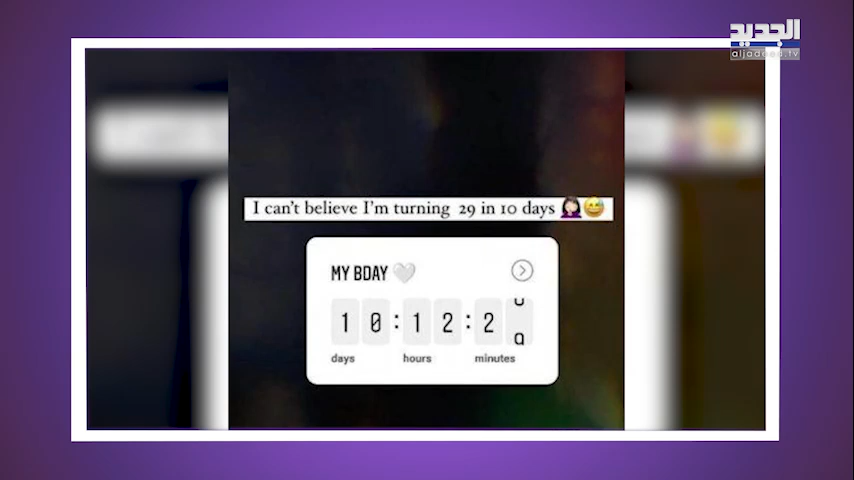 الجديد
aljadeed.tv
I can't believe I'm turning 29 in 10 days 🤦🏻‍♀️😅
MY BDAY 🤍
10:12:2
days hours minutes